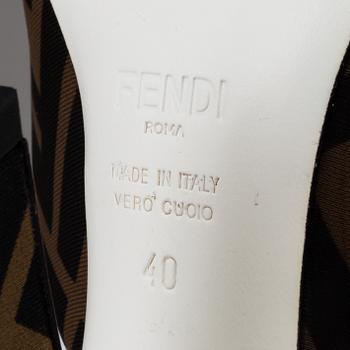 FENDI
ROMA
MADE IN ITALY
VERO CUOIO
40